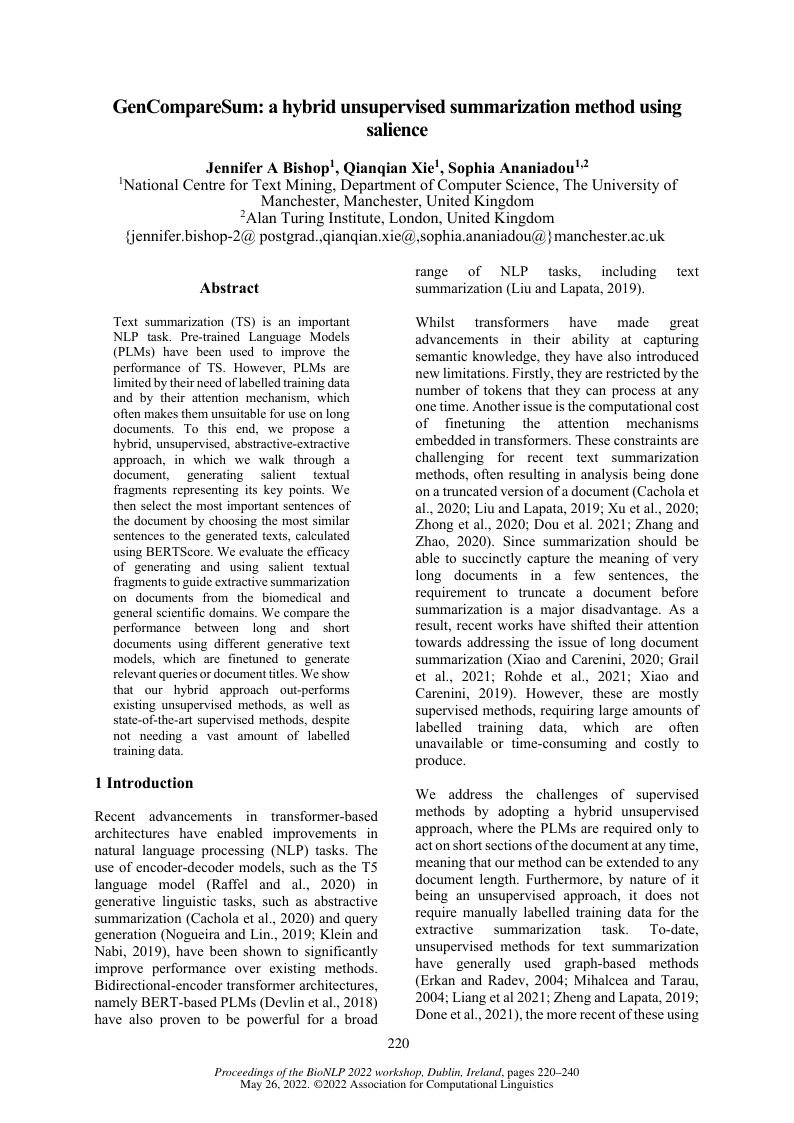 GenCompareSum: a hybrid unsupervised summarization method using
salience
Jennifer A Bishop1, Qianqian Xie1, Sophia Ananiadou1,2
1National Centre for Text Mining, Department of Computer Science, The University of
Manchester, Manchester, United Kingdom
2Alan Turing Institute, London, United Kingdom
{jennifer.bishop-2@ postgrad.,qianqian.xie@,sophia.ananiadou@}manchester.ac.uk
Abstract
Text summarization (TS) is an important
NLP task. Pre-trained Language Models
(PLMs) have been used to improve the
performance of TS. However, PLMs are
limited by their need of labelled training data
and by their attention mechanism, which
often makes them unsuitable for use on long
documents. To this end, we propose a
hybrid, unsupervised, abstractive-extractive
approach, in which we walk through a
document, generating salient textual
fragments representing its key points. We
then select the most important sentences of
the document by choosing the most similar
sentences to the generated texts, calculated
using BERTScore. We evaluate the efficacy
of generating and using salient textual
fragments to guide extractive summarization
on documents from the biomedical and
general scientific domains. We compare the
performance between long and short
documents using different generative text
models, which are finetuned to generate
relevant queries or document titles. We show
that our hybrid approach out-performs
existing unsupervised methods, as well as
state-of-the-art supervised methods, despite
not needing a vast amount of labelled
training data.
1 Introduction
Recent advancements in transformer-based
architectures have enabled improvements in
natural language processing (NLP) tasks. The
use of encoder-decoder models, such as the T5
language model (Raffel and al., 2020) in
generative linguistic tasks, such as abstractive
summarization (Cachola et al., 2020) and query
generation (Nogueira and Lin., 2019; Klein and
Nabi, 2019), have been shown to significantly
improve performance over existing methods.
Bidirectional-encoder transformer architectures,
namely BERT-based PLMs (Devlin et al., 2018)
have also proven to be powerful for a broad
range of NLP tasks, including text
summarization (Liu and Lapata, 2019).
Whilst transformers have made great
advancements in their ability at capturing
semantic knowledge, they have also introduced
new limitations. Firstly, they are restricted by the
number of tokens that they can process at any
one time. Another issue is the computational cost
of finetuning the attention mechanisms
embedded in transformers. These constraints are
challenging for recent text summarization
methods, often resulting in analysis being done
on a truncated version of a document (Cachola et
al., 2020; Liu and Lapata, 2019; Xu et al., 2020;
Zhong et al., 2020; Dou et al. 2021; Zhang and
Zhao, 2020). Since summarization should be
able to succinctly capture the meaning of very
long documents in a few sentences, the
requirement to truncate a document before
summarization is a major disadvantage. As a
result, recent works have shifted their attention
towards addressing the issue of long document
summarization (Xiao and Carenini, 2020; Grail
et al., 2021; Rohde et al., 2021; Xiao and
Carenini, 2019). However, these are mostly
supervised methods, requiring large amounts of
labelled training data, which are often
unavailable or time-consuming and costly to
produce.
We address the challenges of supervised
methods by adopting a hybrid unsupervised
approach, where the PLMs are required only to
act on short sections of the document at any time,
meaning that our method can be extended to any
document length. Furthermore, by nature of it
being an unsupervised approach, it does not
require manually labelled training data for the
extractive summarization task. To-date,
unsupervised methods for text summarization
have generally used graph-based methods
(Erkan and Radev, 2004; Mihalcea and Tarau,
2004; Liang et al 2021; Zheng and Lapata, 2019;
Done et al., 2021), the more recent of these using
220
Proceedings of the BioNLP 2022 workshop, Dublin, Ireland, pages 220–240
May 26, 2022. ©2022 Association for Computational Linguistics